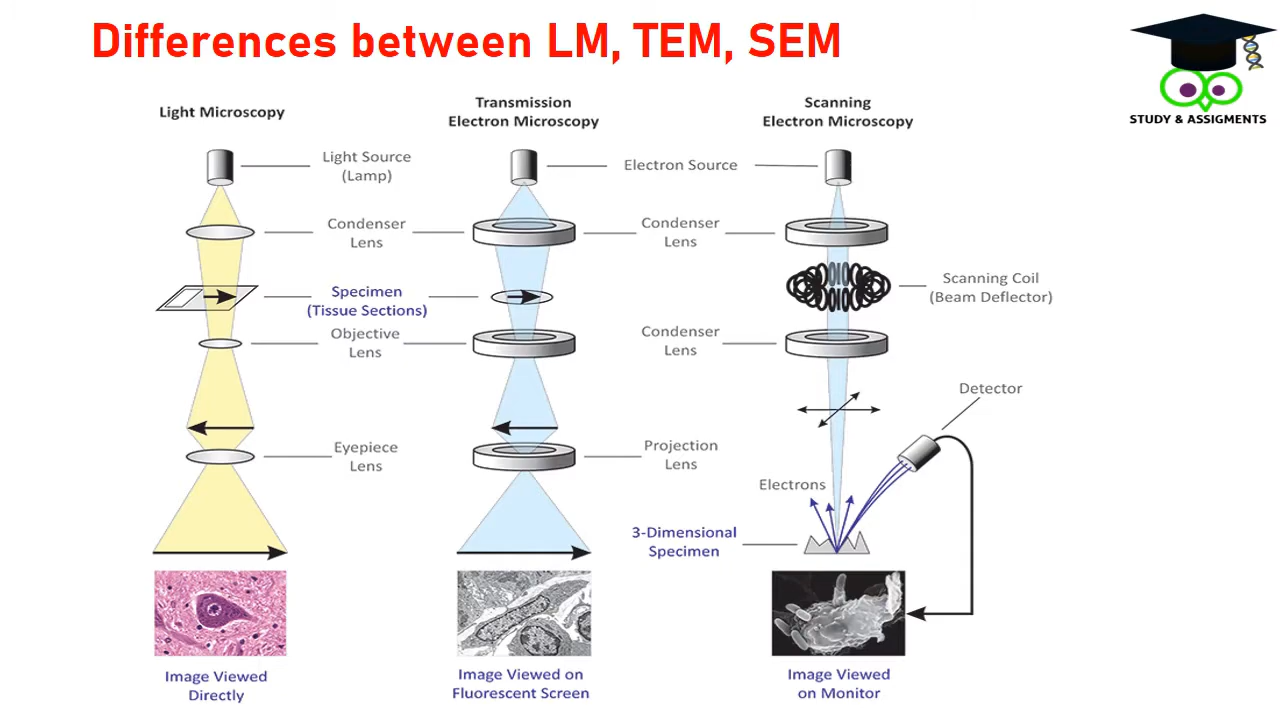 Differences between LM, TEM, SEM
STUDY & ASSIGMENTS
Light Microscopy
Transmission
Electron Microscopy
Scanning
Electron Microscopy
Light Source
(Lamp)
Electron Source
Condenser
Lens
Condenser
Lens
Specimen
(Tissue Sections)
Scanning Coil
(Beam Deflector)
Objective
Lens
Condenser
Lens
Detector
Eyepiece
Lens
Projection
Lens
Electrons
3-Dimensional
Specimen
Image Viewed
Directly
Image Viewed on
Fluorescent Screen
Image Viewed
on Monitor